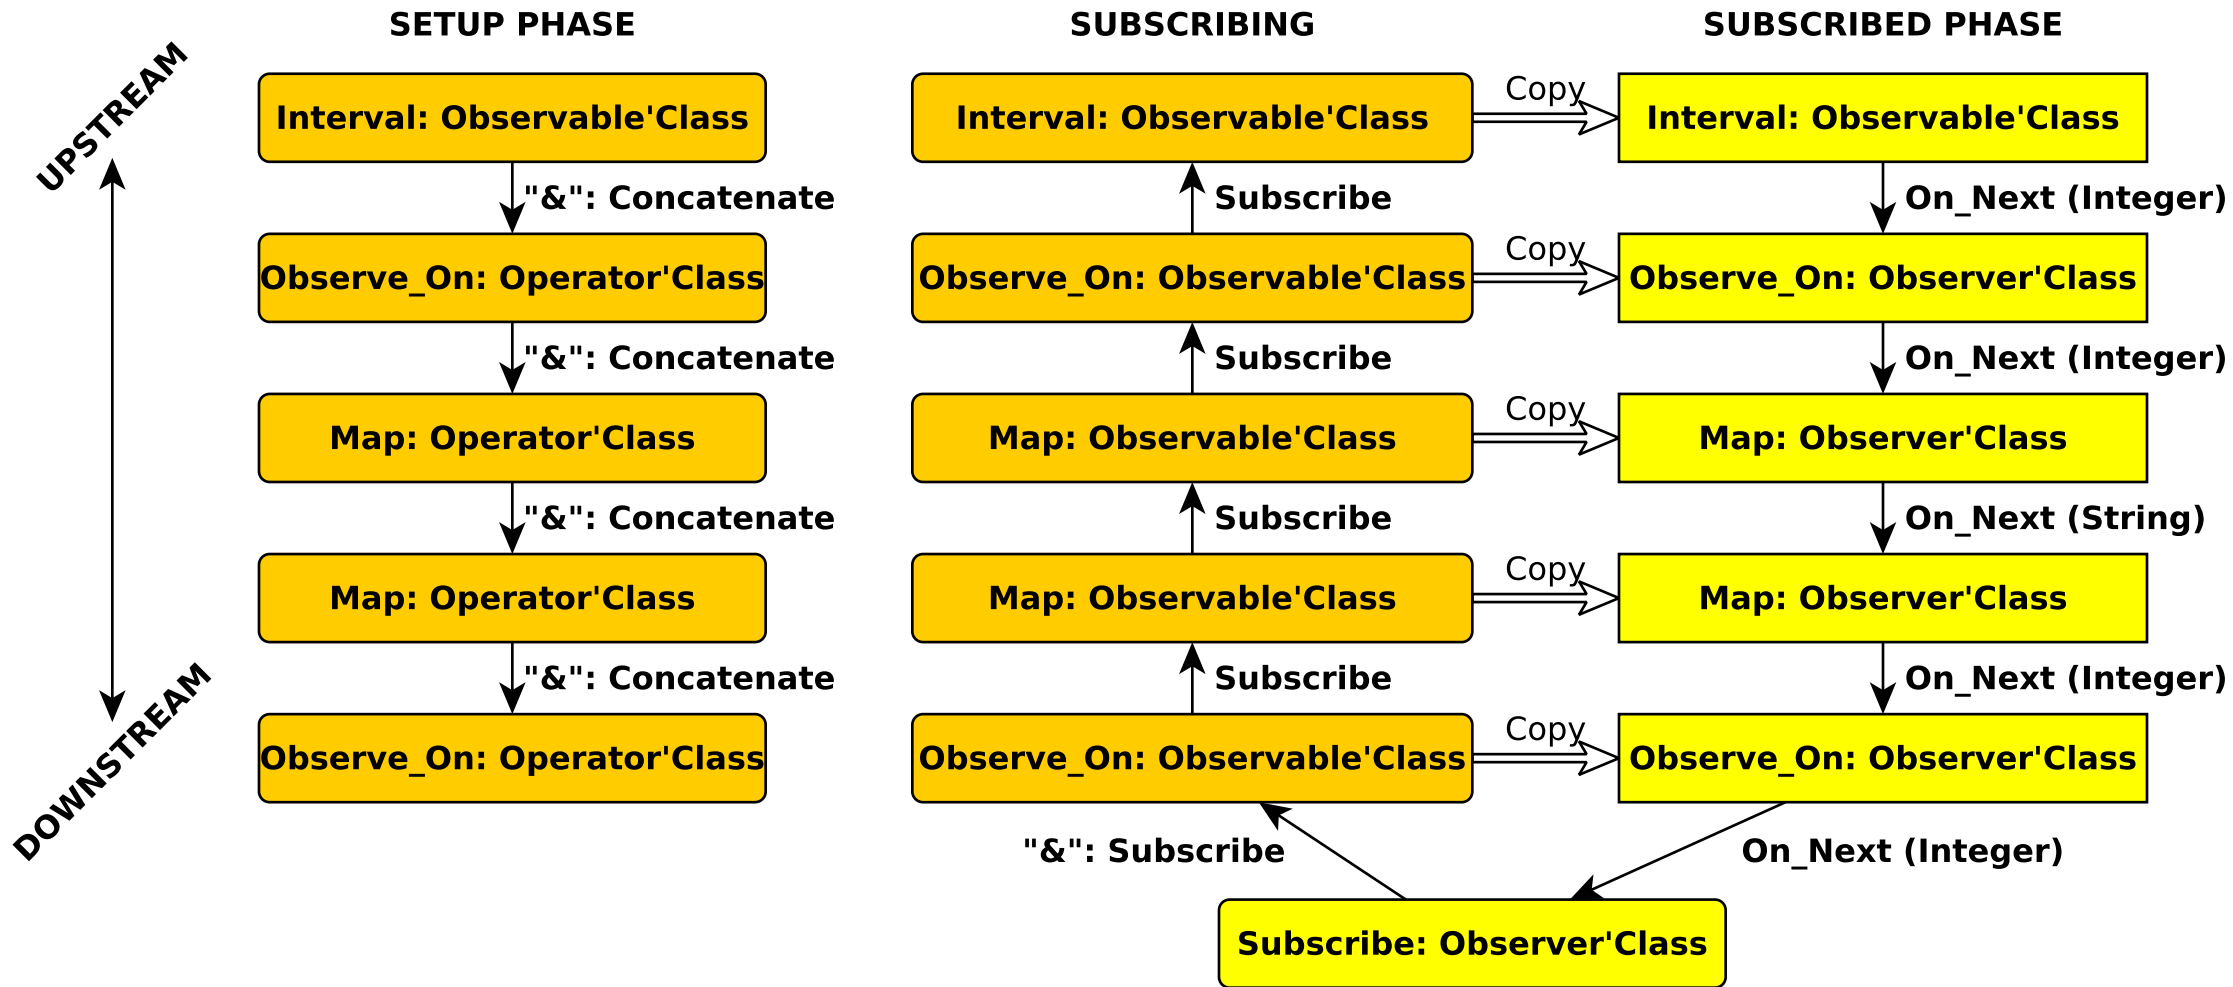 SETUP PHASE
SUBSCRIBING
SUBSCRIBED PHASE
UPSTREAM
Interval: Observable'Class
Interval: Observable'Class
Copy
Interval: Observable'Class
"&": Concatenate
Subscribe
On_Next (Integer)
Observe_On: Operator'Class
Observe_On: Observable'Class
Copy
Observe_On: Observer'Class
"&": Concatenate
Subscribe
On_Next (Integer)
Map: Operator'Class
Map: Observable'Class
Copy
Map: Observer'Class
"&": Concatenate
Subscribe
On_Next (String)
Map: Operator'Class
Map: Observable'Class
Copy
Map: Observer'Class
"&": Concatenate
Subscribe
On_Next (Integer)
DOWNSTREAM
Observe_On: Operator'Class
Observe_On: Observable'Class
Copy
Observe_On: Observer'Class
"&": Subscribe
On_Next (Integer)
Subscribe: Observer'Class